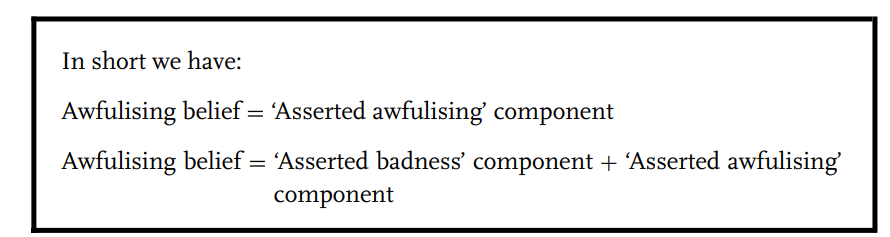 In short we have:
Awfulising belief = ‘Asserted awfulising’ component
Awfulising belief = ‘Asserted badness’ component + ‘Asserted awfulising’
component